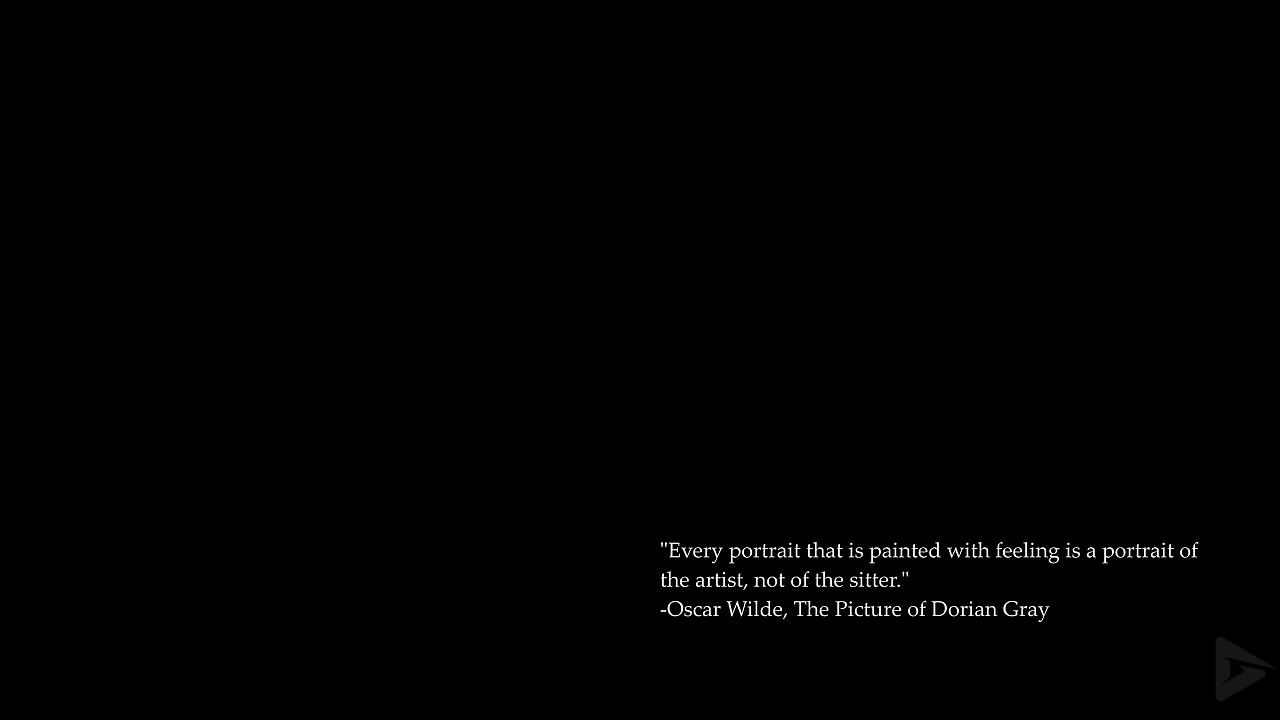 "Every portrait that is painted with feeling is a portrait of
the artist, not of the sitter."
-Oscar Wilde, The Picture of Dorian Gray